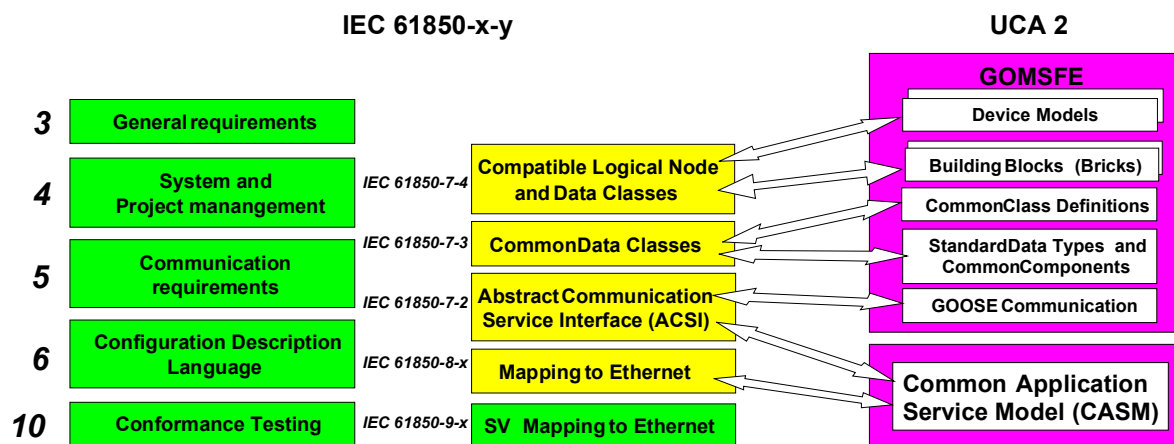 IEC 61850-x-y
UCA 2
GOMSFE
3
General requirements
Device Models
4
System and
Project manangement
IEC 61850-7-4
Compatible Logical Node
and Data Classes
Building Blocks (Bricks)
CommonClass Definitions
5
Communication
requirements
IEC 61850-7-3
CommonData Classes
StandardData Types and
CommonComponents
IEC 61850-7-2
Abstract Communication
Service Interface (ACSI)
GOOSE Communication
6
Configuration Description
Language
IEC 61850-8-x
Mapping to Ethernet
Common Application
Service Model (CASM)
10
Conformance Testing
IEC 61850-9-x
SV Mapping to Ethernet